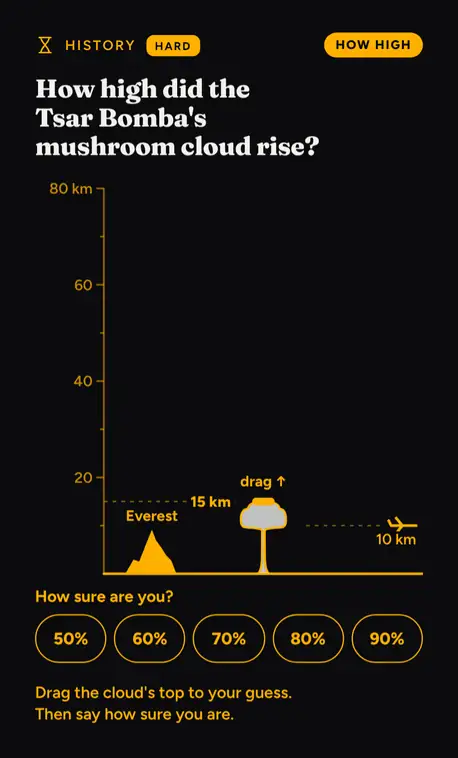 HISTORY HARD HOW HIGH
How high did the
Tsar Bomba's
mushroom cloud rise?
80 km
60
40
20
drag ↑
15 km
Everest
10 km
How sure are you?
50% 60% 70% 80% 90%
Drag the cloud's top to your guess.
Then say how sure you are.